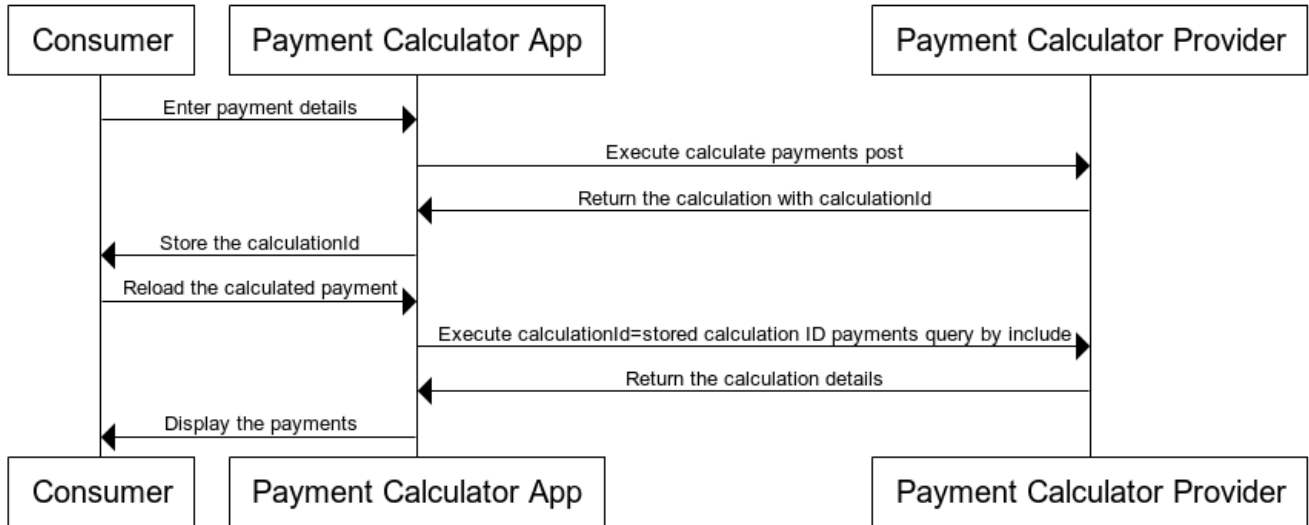 Consumer
Payment Calculator App
Payment Calculator Provider
Enter payment details
Execute calculate payments post
Return the calculation with calculationId
Store the calculationId
Reload the calculated payment
Execute calculationId=stored calculation ID payments query by include
Return the calculation details
Display the payments
Consumer
Payment Calculator App
Payment Calculator Provider